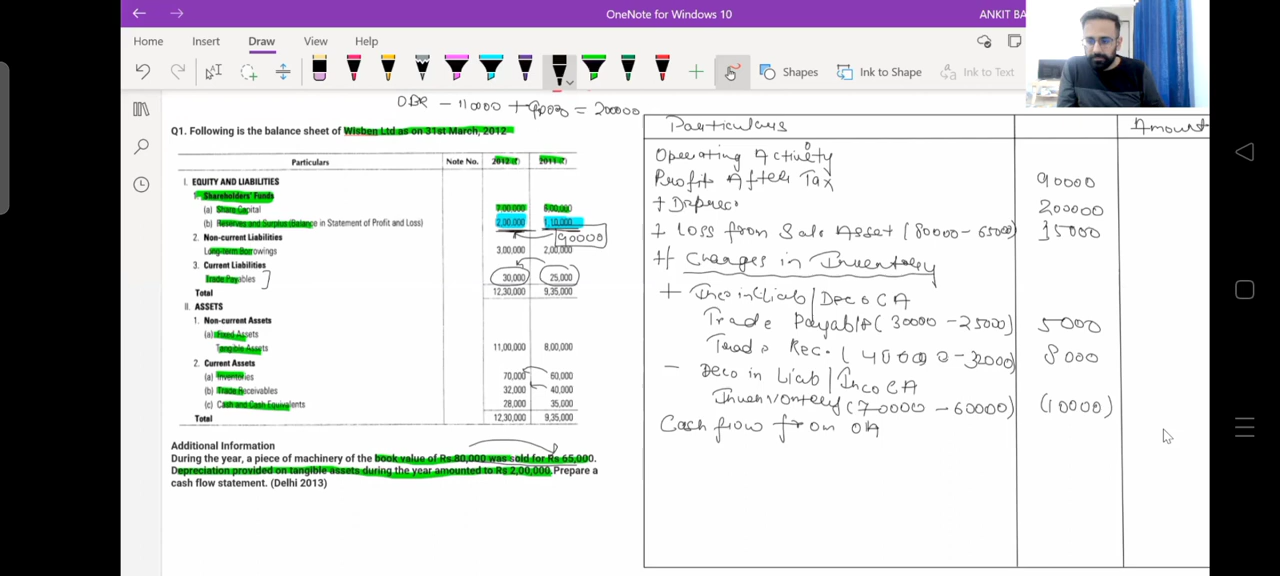 OneNote for Windows 10
ANKIT BA
Home Insert Draw View Help
Shapes Ink to Shape Ink to Text
- 110000 + 90000 = 200000
Q1. Following is the balance sheet of Wisben Ltd as on 31st March, 2012
Particulars Note No. 2012 (₹) 2011 (₹)
I. EQUITY AND LIABILITIES
1. Shareholders' Funds
(a) Share Capital 7,00,000 6,00,000
(b) Reserves and Surplus (Balance in Statement of Profit and Loss) 2,00,000 1,10,000
90000
2. Non-current Liabilities
Long-term Borrowings 3,00,000 2,00,000
3. Current Liabilities
Trade Payables 30,000 25,000
Total 12,30,000 9,35,000
II. ASSETS
1. Non-current Assets
(a) Fixed Assets
Tangible Assets 11,00,000 8,00,000
2. Current Assets
(a) Inventories 70,000 60,000
(b) Trade Receivables 32,000 40,000
(c) Cash and Cash Equivalents 28,000 35,000
Total 12,30,000 9,35,000
Additional Information
During the year, a piece of machinery of the book value of Rs 80,000 was sold for Rs 65,000.
Depreciation provided on tangible assets during the year amounted to Rs 2,00,000. Prepare a
cash flow statement. (Delhi 2013)
Particulars Amount
Operating Activity
Profit After Tax 90000
+ Deprec. 200000
+ Loss from Sale Asset (80000 - 65000) 15000
+/- Changes in Inventory
+ Inc in Liab / Dec o CA
Trade Payable (30000 - 25000) 5000
Trade Rec. (40000 - 32000) 8000
- Dec o in Liab / Inc o CA
(70000 - 60000) (10000)
Cash flow from OA